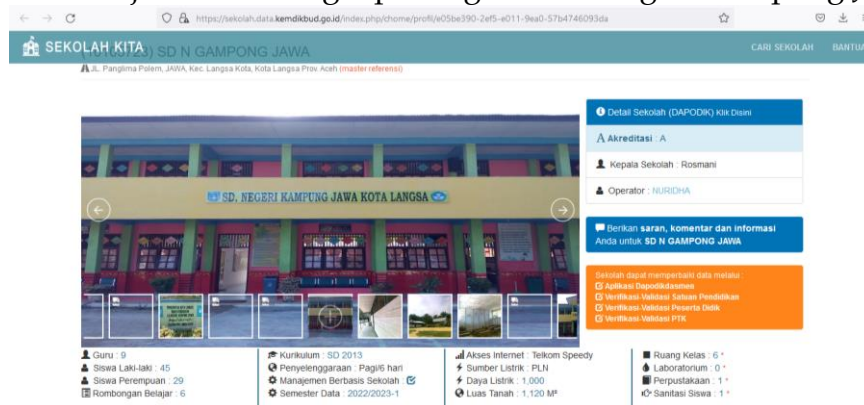 https://sekolah.data.kemdikbud.go.id/index.php/chome/profil/e05be390-2ef5-e011-9ea0-57b4746093da
SEKOLAH KITA
SD N GAMPONG JAWA
CARI SEKOLAH
BANTUA
JL. Panglima Polem, JAWA, Kec. Langsa Kota, Kota Langsa Prov. Aceh (master referensi)
SD. NEGERI KAMPUNG JAWA KOTA LANGSA
Detail Sekolah (DAPODIK) Klik Disini
Akreditasi : A
Kepala Sekolah : Rosmani
Operator : NURIDHA
Berikan saran, komentar dan informasi
Anda untuk SD N GAMPONG JAWA
Sekolah dapat memperbaiki data melalui:
Aplikasi Dapodikdasmen
Verifikasi-Validasi Satuan Pendidikan
Verifikasi-Validasi Peserta Didik
Verifikasi-Validasi PTK
Guru : 9
Siswa Laki-laki : 45
Siswa Perempuan : 29
Rombongan Belajar : 6
Kurikulum : SD 2013
Penyelenggaraan : Pagi/6 hari
Manajemen Berbasis Sekolah :
Semester Data : 2022/2023-1
Akses Internet : Telkom Speedy
Sumber Listrik : PLN
Daya Listrik : 1,000
Luas Tanah : 1,120 M²
Ruang Kelas : 6 *
Laboratorium : 0 *
Perpustakaan : 1 *
Sanitasi Siswa : 1 *